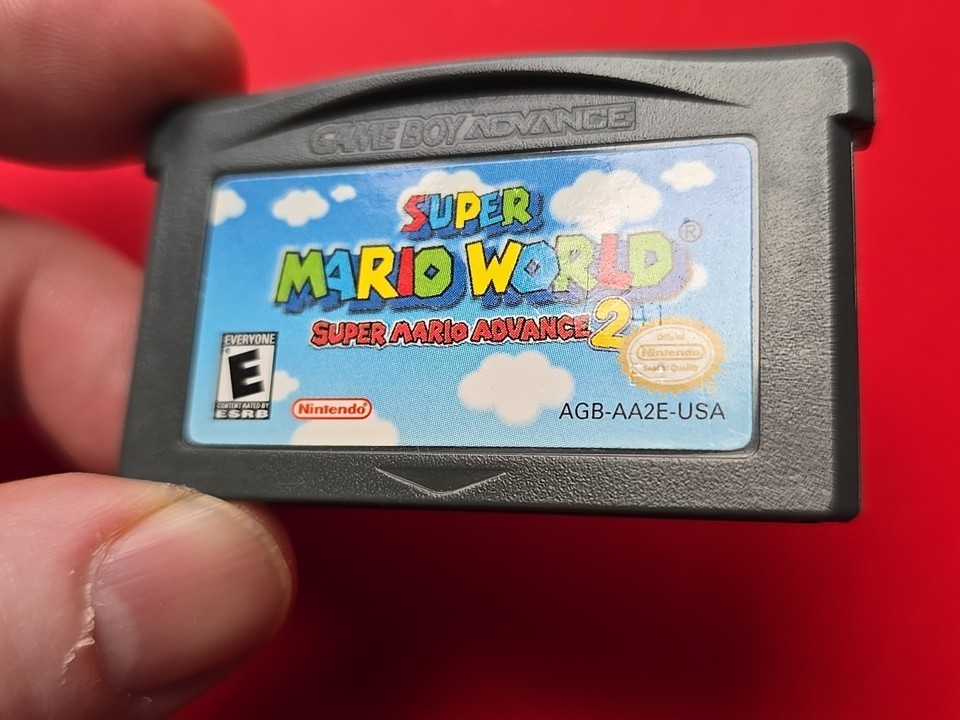 GAME BOY ADVANCE
SUPER
MARIO WORLD®
SUPER MARIO ADVANCE 2
EVERYONE
E
CONTENT RATED BY
ESRB
Nintendo®
Official
Nintendo
Seal of Quality
AGB-AA2E-USA